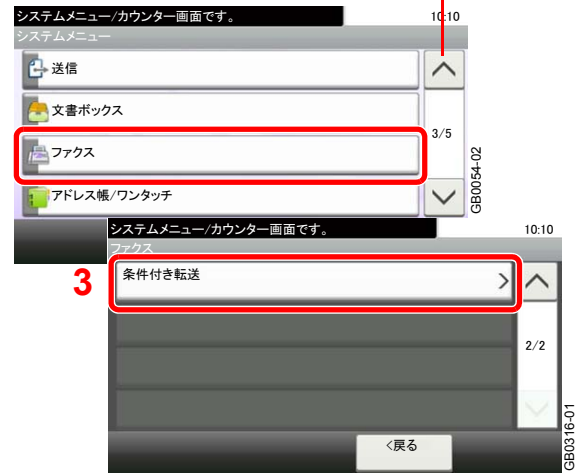 システムメニュー/カウンター画面です。
10:10
システムメニュー
送信
文書ボックス
3/5
ファクス
アドレス帳/ワンタッチ
GB0054-02
システムメニュー/カウンター画面です。
10:10
ファクス
3
条件付き転送
2/2
<戻る
GB0316-01